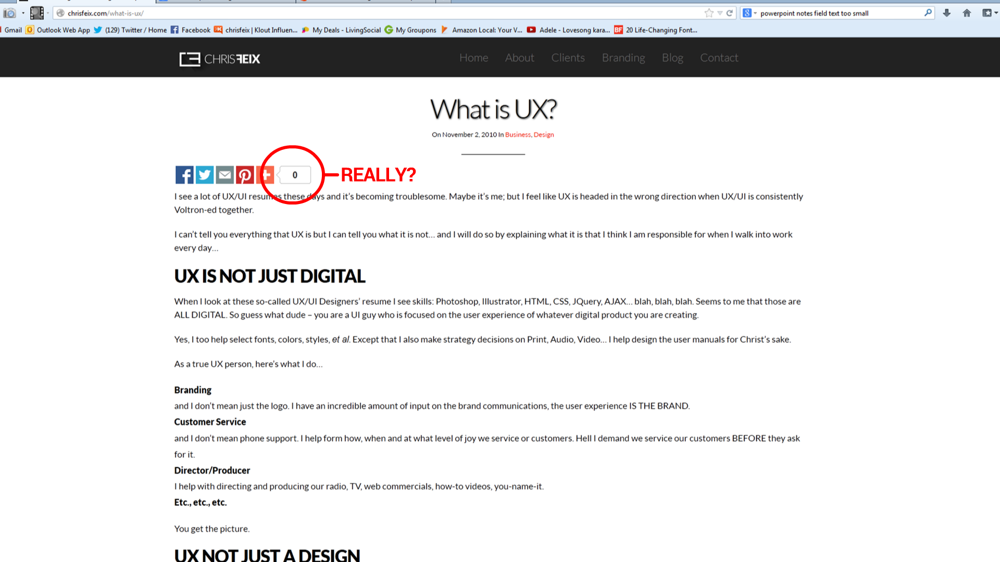 chrisfeix.com/what-is-ux/
powerpoint notes field text too small
Gmail Outlook Web App (129) Twitter / Home Facebook chrisfeix | Klout Influen... My Deals - LivingSocial My Groupons Amazon Local: Your V... Adele - Lovesong kara... BF 20 Life-Changing Font...
CHRISFEIX
Home About Clients Branding Blog Contact
What is UX?
On November 2, 2010 In Business, Design
0
REALLY?
I see a lot of UX/UI resumes these days and it's becoming troublesome. Maybe it's me; but I feel like UX is headed in the wrong direction when UX/UI is consistently
Voltron-ed together.
I can't tell you everything that UX is but I can tell you what it is not... and I will do so by explaining what it is that I think I am responsible for when I walk into work
every day...
UX IS NOT JUST DIGITAL
When I look at these so-called UX/UI Designers' resume I see skills: Photoshop, Illustrator, HTML, CSS, JQuery, AJAX... blah, blah, blah. Seems to me that those are
ALL DIGITAL. So guess what dude – you are a UI guy who is focused on the user experience of whatever digital product you are creating.
Yes, I too help select fonts, colors, styles, et al. Except that I also make strategy decisions on Print, Audio, Video... I help design the user manuals for Christ's sake.
As a true UX person, here's what I do...
Branding
and I don't mean just the logo. I have an incredible amount of input on the brand communications, the user experience IS THE BRAND.
Customer Service
and I don't mean phone support. I help form how, when and at what level of joy we service or customers. Hell I demand we service our customers BEFORE they ask
for it.
Director/Producer
I help with directing and producing our radio, TV, web commercials, how-to videos, you-name-it.
Etc., etc., etc.
You get the picture.
UX NOT JUST A DESIGN